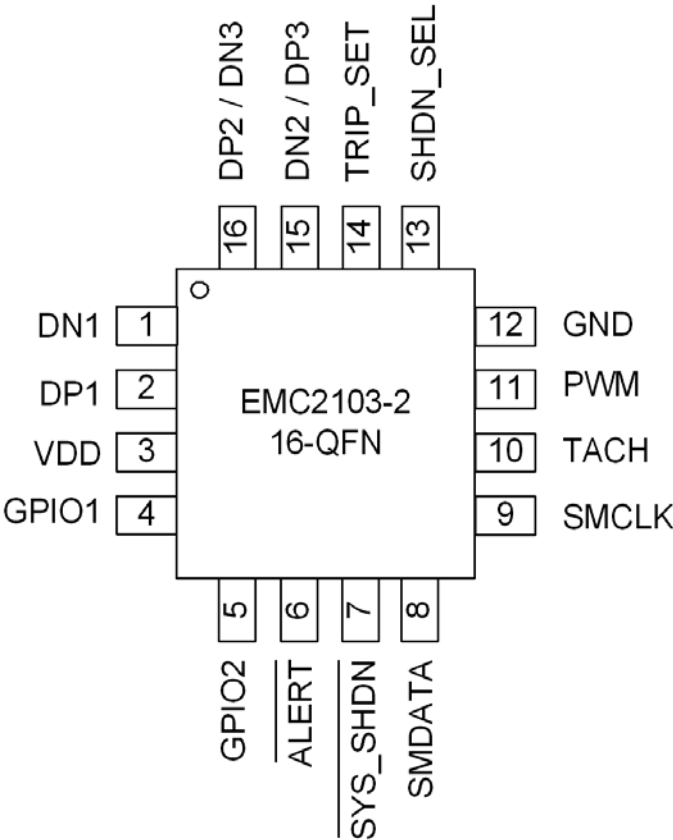 DP2 / DN3
DN2 / DP3
TRIP_SET
SHDN_SEL
16
15
14
13
DN1
1
DP1
2
VDD
3
GPIO1
4
EMC2103-2
16-QFN
12
GND
11
PWM
10
TACH
9
SMCLK
5
6
7
8
GPIO2
ALERT
SYS_SHDN
SMDATA